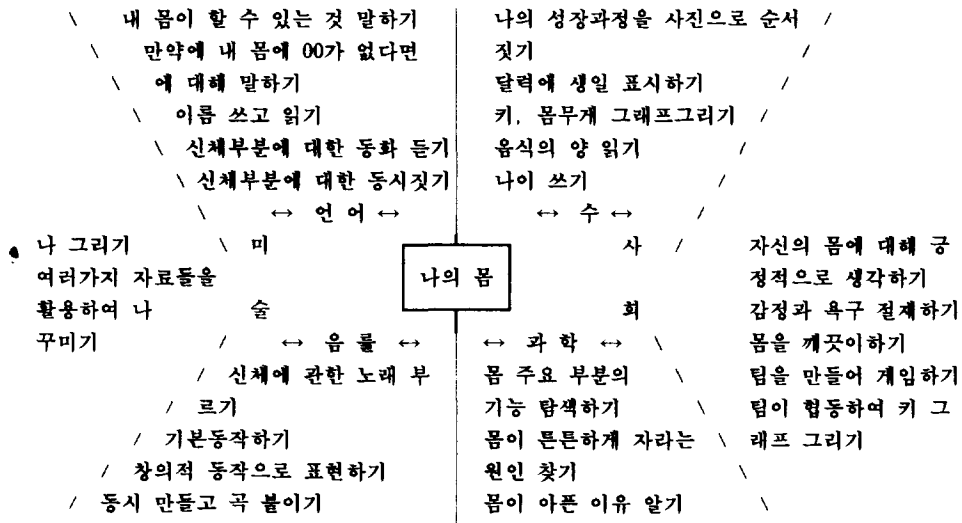 내 몸이 할 수 있는 것 말하기
만약에 내 몸에 00가 없다면
에 대해 말하기
이름 쓰고 읽기
신체부분에 대한 동화 듣기
신체부분에 대한 동시짓기
↔ 언 어 ↔
나의 성장과정을 사진으로 순서
짓기
달력에 생일 표시하기
키, 몸무게 그래프그리기
음식의 양 읽기
나이 쓰기
↔ 수 ↔
나 그리기
여러가지 자료들을
활용하여 나
꾸미기
미
술
나의 몸
사
회
자신의 몸에 대해 긍
정적으로 생각하기
감정과 욕구 절제하기
몸을 깨끗이하기
팀을 만들어 게임하기
팀이 협동하여 키 그
래프 그리기
↔ 음 률 ↔
신체에 관한 노래 부
르기
기본동작하기
창의적 동작으로 표현하기
동시 만들고 곡 붙이기
↔ 과 학 ↔
몸 주요 부분의
기능 탐색하기
몸이 튼튼하게 자라는
원인 찾기
몸이 아픈 이유 알기